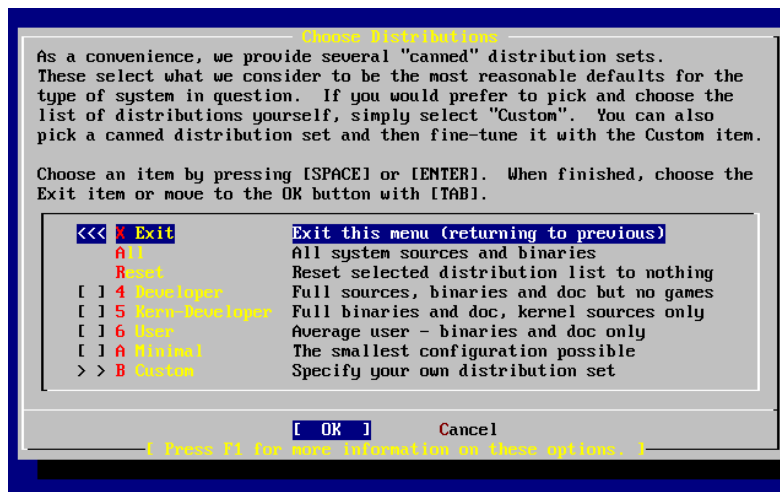 Choose Distributions
As a convenience, we provide several "canned" distribution sets.
These select what we consider to be the most reasonable defaults for the
type of system in question.  If you would prefer to pick and choose the
list of distributions yourself, simply select "Custom".  You can also
pick a canned distribution set and then fine-tune it with the Custom item.
Choose an item by pressing [SPACE] or [ENTER].  When finished, choose the
Exit item or move to the OK button with [TAB].
<<< X Exit Exit this menu (returning to previous)
All All system sources and binaries
Reset Reset selected distribution list to nothing
[ ] 4 Developer Full sources, binaries and doc but no games
[ ] 5 Kern-Developer Full binaries and doc, kernel sources only
[ ] 6 User Average user - binaries and doc only
[ ] A Minimal The smallest configuration possible
> > B Custom Specify your own distribution set
[ OK ] Cancel
[ Press F1 for more information on these options. ]